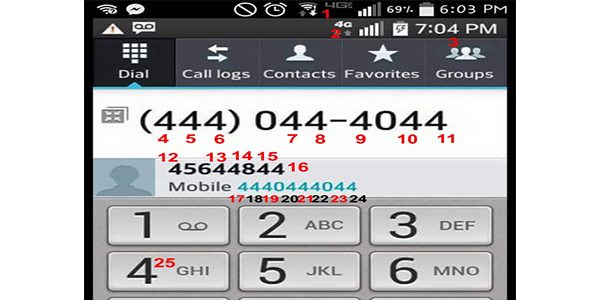 4G 69% 6:03 PM
1
2 4G 7:04 PM
3
Dial Call logs Contacts Favorites Groups
(444) 044-4044
4 5 6 7 8 9 10 11
12 13 14 15
45644844 16
Mobile 4440444044
17 18 19 20 21 22 23 24
1 2 ABC 3 DEF
4 25 GHI 5 JKL 6 MNO